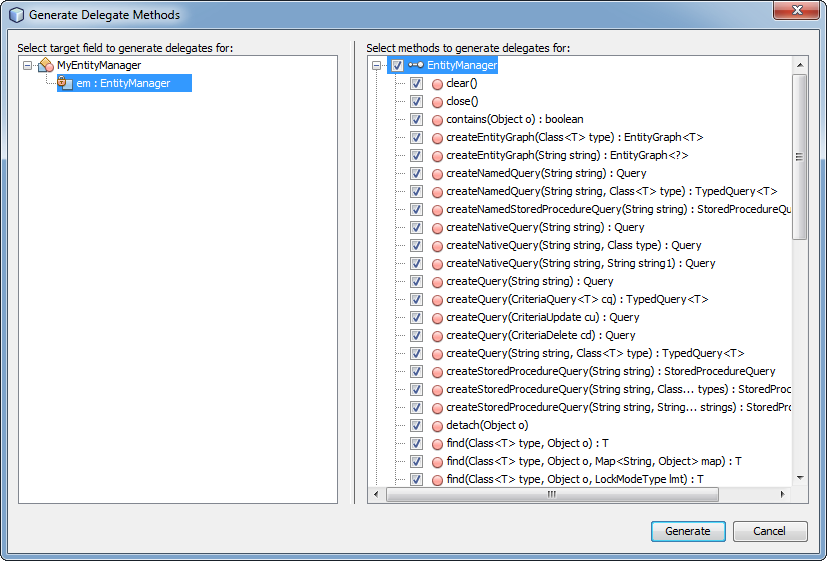 Generate Delegate Methods
Select target field to generate delegates for:
MyEntityManager
em : EntityManager
Select methods to generate delegates for:
EntityManager
clear()
close()
contains(Object o) : boolean
createEntityGraph(Class<T> type) : EntityGraph<T>
createEntityGraph(String string) : EntityGraph<?>
createNamedQuery(String string) : Query
createNamedQuery(String string, Class<T> type) : TypedQuery<T>
createNamedStoredProcedureQuery(String string) : StoredProcedureQu
createNativeQuery(String string) : Query
createNativeQuery(String string, Class type) : Query
createNativeQuery(String string, String string1) : Query
createQuery(String string) : Query
createQuery(CriteriaQuery<T> cq) : TypedQuery<T>
createQuery(CriteriaUpdate cu) : Query
createQuery(CriteriaDelete cd) : Query
createQuery(String string, Class<T> type) : TypedQuery<T>
createStoredProcedureQuery(String string) : StoredProcedureQuery
createStoredProcedureQuery(String string, Class... types) : StoredProc
createStoredProcedureQuery(String string, String... strings) : StoredPr
detach(Object o)
find(Class<T> type, Object o) : T
find(Class<T> type, Object o, Map<String, Object> map) : T
find(Class<T> type, Object o, LockModeType lmt) : T
Generate
Cancel